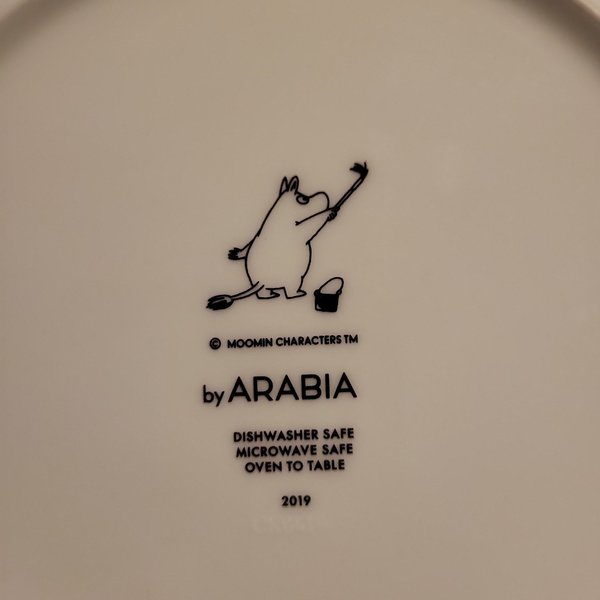 © MOOMIN CHARACTERS TM
by ARABIA
DISHWASHER SAFE
MICROWAVE SAFE
OVEN TO TABLE
2019